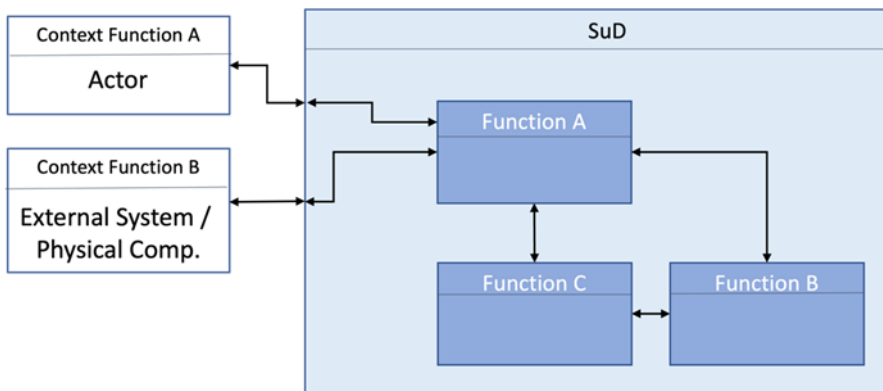 Context Function A
Actor
Context Function B
External System /
Physical Comp.
SuD
Function A
Function C
Function B